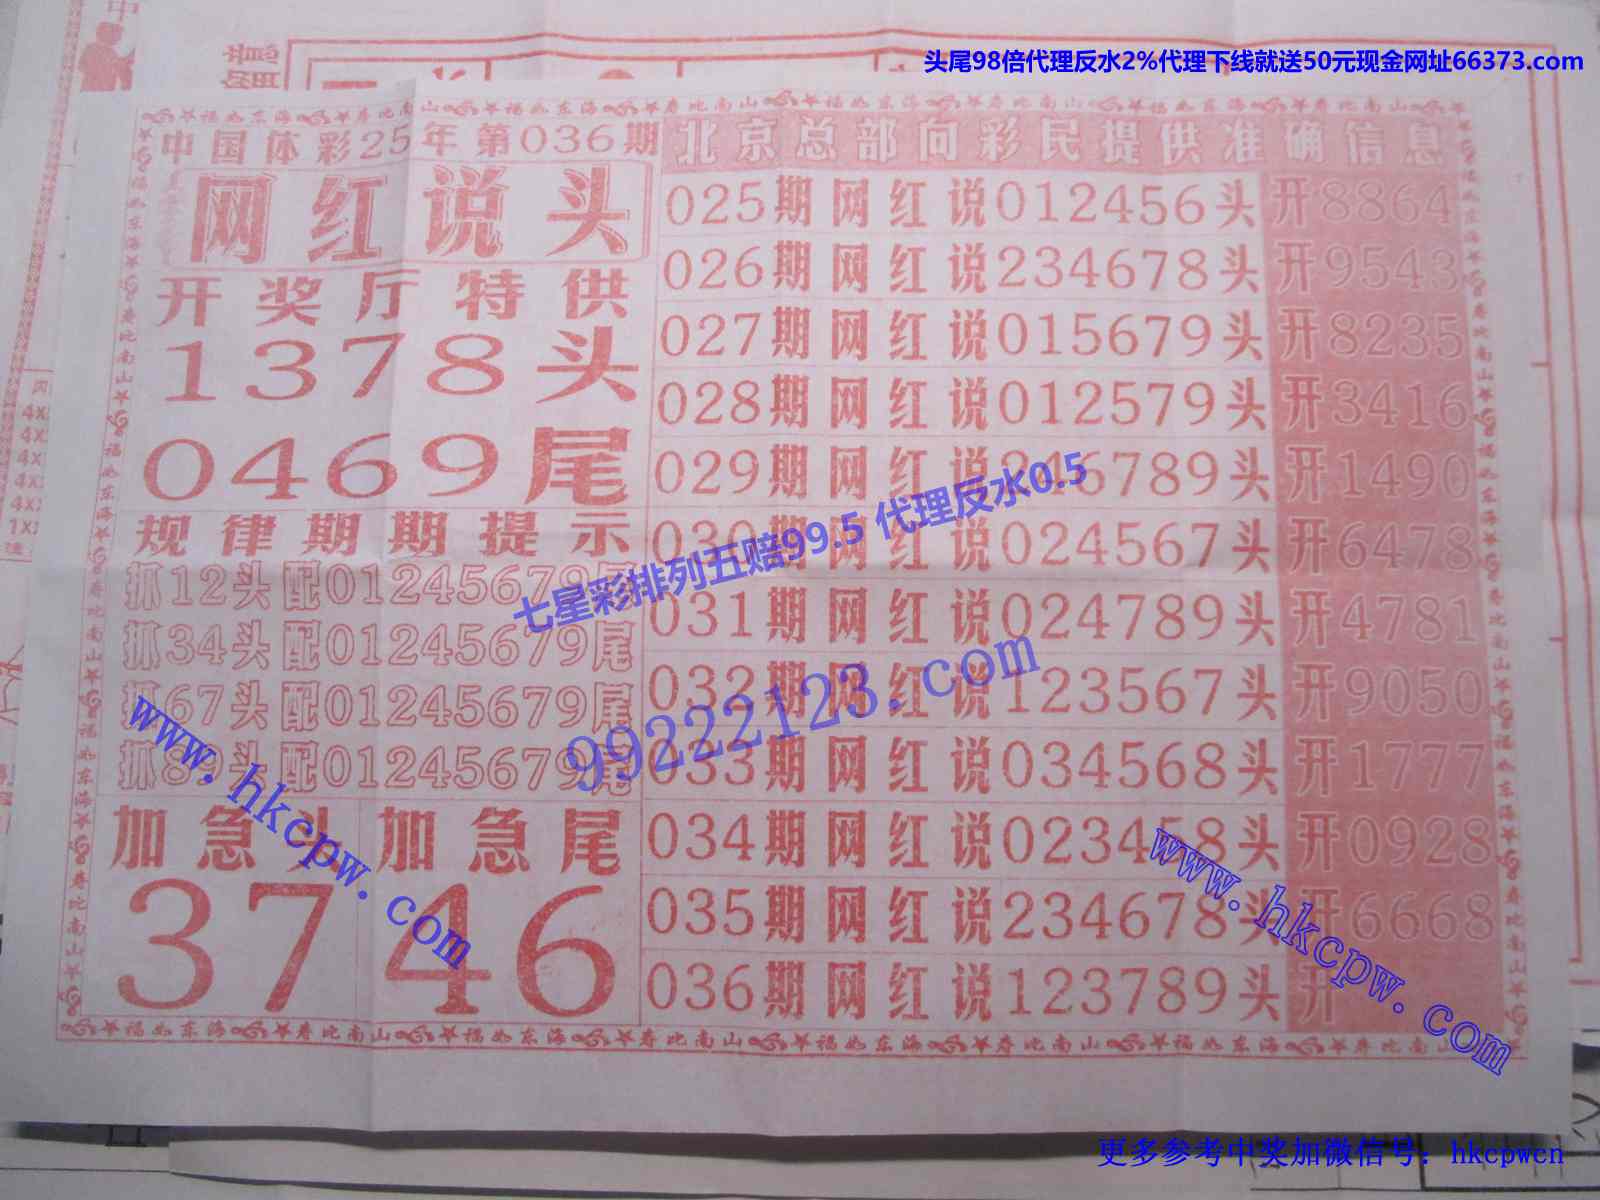 头尾98倍代理反水2%代理下线就送50元现金网址66373.com
中国体彩25年第036期
网红说头
开奖厅特供
1378头
0469尾
规律期期提示
抓12头配01245679尾
抓34头配01245679尾
抓67头配01245679尾
抓89头配01245679尾
加急头 加急尾
37 46
北京总部向彩民提供准确信息
025期网红说012456头 开8864
026期网红说234678头 开9543
027期网红说015679头 开8235
028期网红说012579头 开3416
029期网红说246789头 开1490
030期网红说024567头 开6478
031期网红说024789头 开4781
032期网红说123567头 开9050
033期网红说034568头 开1777
034期网红说023458头 开0928
035期网红说234678头 开6668
036期网红说123789头 开
福如东海 寿比南山
七星彩排列五赔99.5 代理反水0.5
99222123.com
www.hkcpw.com
www.hkcpw.com
更多参考中奖加微信号：hkcpwcn